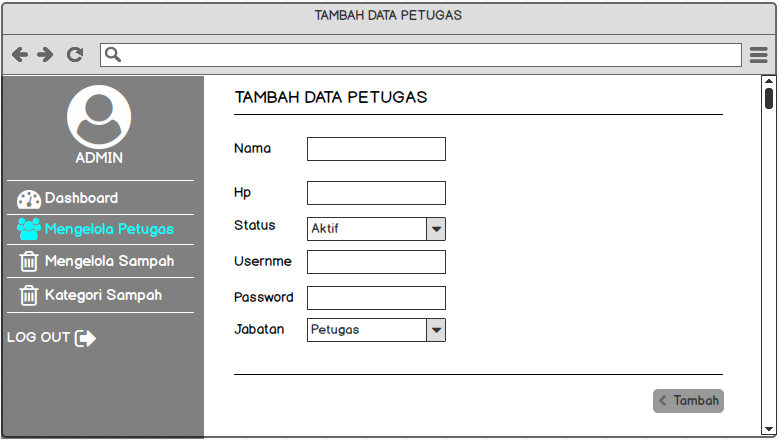 TAMBAH DATA PETUGAS
ADMIN
Dashboard
Mengelola Petugas
Mengelola Sampah
Kategori Sampah
LOG OUT
TAMBAH DATA PETUGAS
Nama
Hp
Status Aktif
Usernme
Password
Jabatan Petugas
Tambah